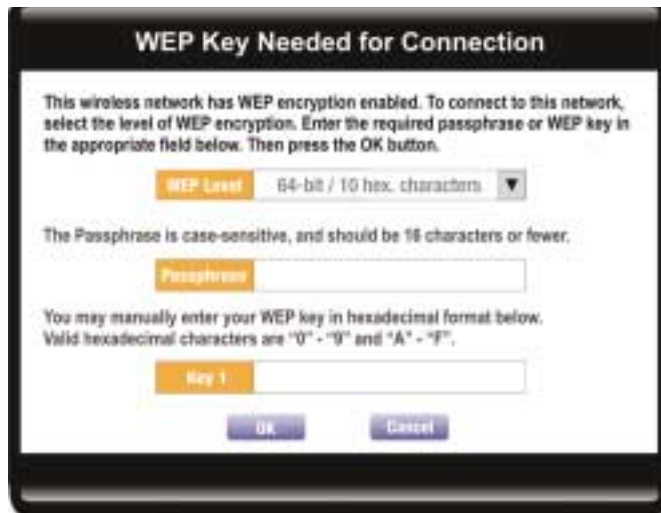 WEP Key Needed for Connection
This wireless network has WEP encryption enabled. To connect to this network,
select the level of WEP encryption. Enter the required passphrase or WEP key in
the appropriate field below. Then press the OK button.
WEP Level 64-bit / 10 hex. characters
The Passphrase is case-sensitive, and should be 16 characters or fewer.
Passphrase
You may manually enter your WEP key in hexadecimal format below.
Valid hexadecimal characters are "0" - "9" and "A" - "F".
Key 1
OK Cancel